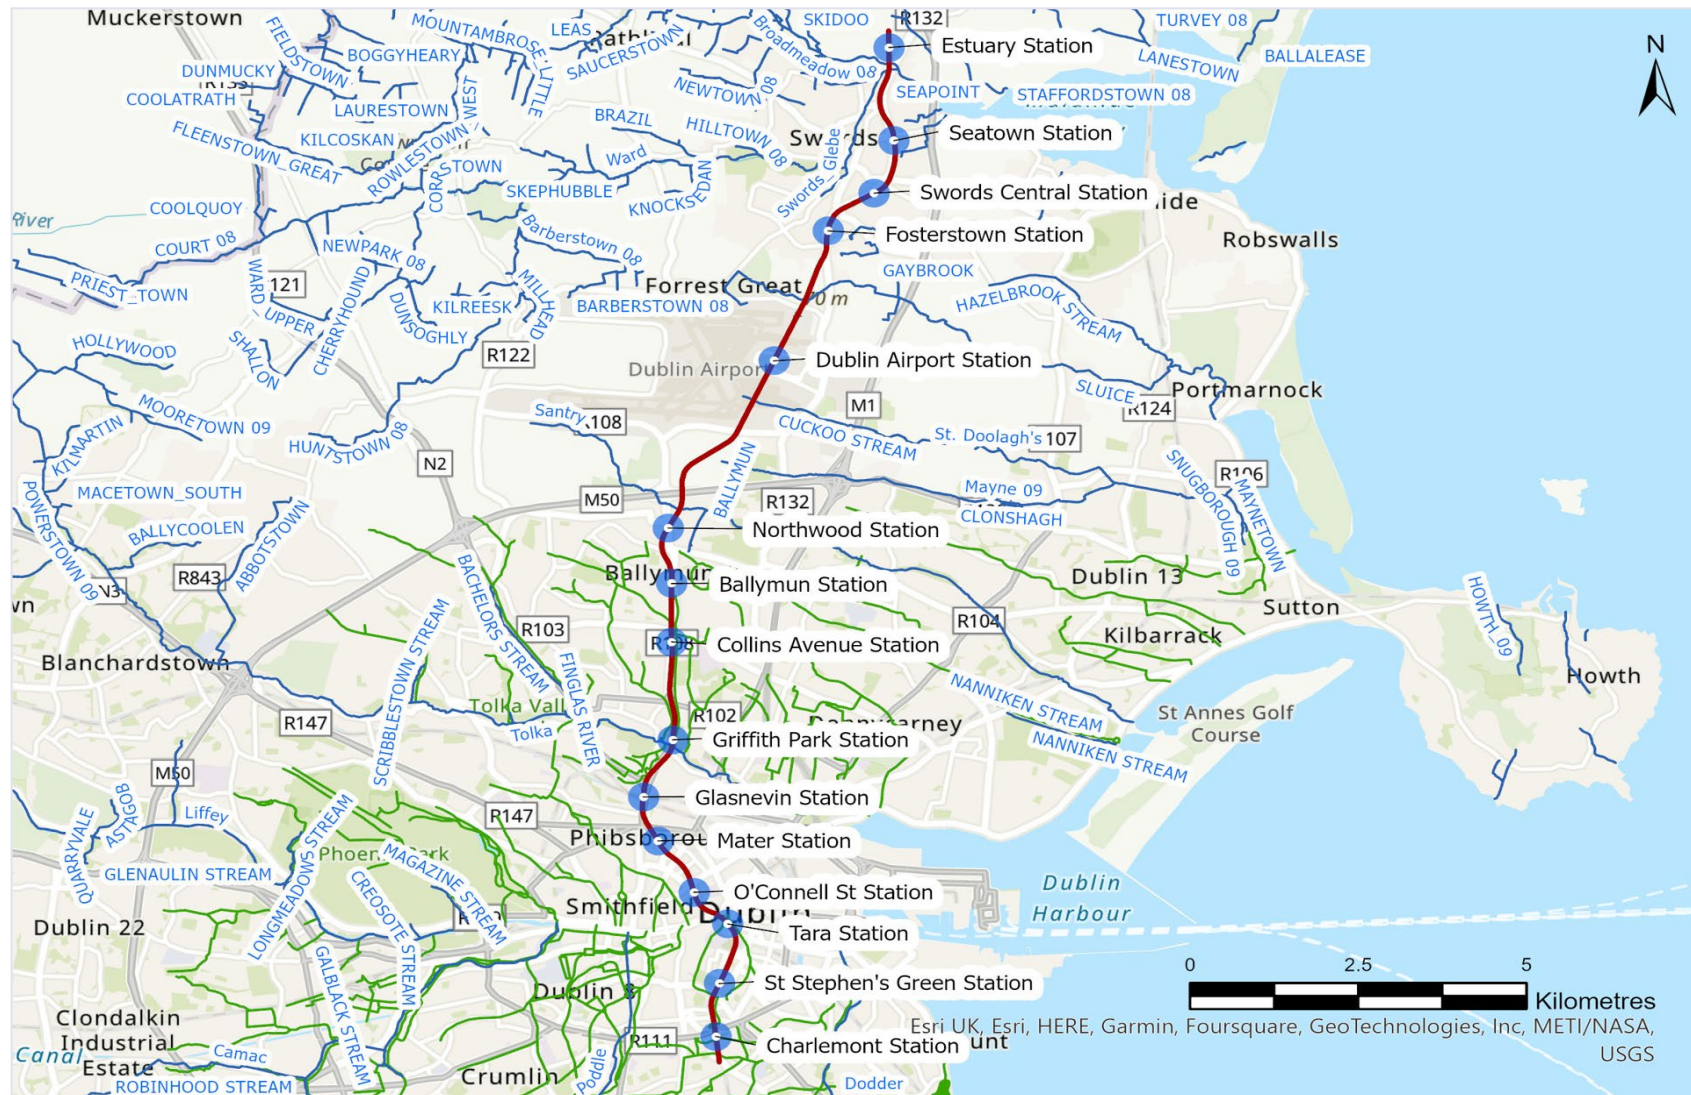 Muckerstown
FIELDSTOWN
MOUNTAMBROSE
LEAS
SKIDOO
R132
TURVEY 08
BOGGYHEARY
LITTLE
SAUCERSTOWN
Broadmeadow 08
Estuary Station
LANESTOWN
BALLALEASE
N
DUNMUCKY
COOLATRATH
LAURESTOWN
WEST
NEWTOWN
08
SEAPOINT
STAFFORDSTOWN 08
FLEENSTOWN_GREAT
KILCOSKAN
ROWLESTOWN
BRAZIL
HILLTOWN 08
Swords
Swords_Glebe
Seatown Station
CORRSTOWN
Ward
SKEPHUBBLE
KNOCKSEDAN
Swords Central Station
River
COOLQUOY
COURT 08
NEWPARK 08
Barberstown 08
Fosterstown Station
Robswalls
PRIEST_TOWN
WARD_UPPER
121
CHERRYHOUND
DUNSOGHLY
KILREESK
MILLHEAD
BARBERSTOWN 08
Forrest Great
GAYBROOK
HAZELBROOK STREAM
HOLLYWOOD
SHALLON
R122
Dublin Airport
Dublin Airport Station
SLUICE
Portmarnock
R124
MOORETOWN 09
KILMARTIN
HUNTSTOWN 08
Santry
108
M1
CUCKOO STREAM
St. Doolagh's
107
N2
POWERSTOWN 09
MACETOWN_SOUTH
BALLYCOOLEN
ABBOTSTOWN
M50
BALLYMUN
R132
Mayne 09
CLONSHAGH
SNUGBOROUGH 09
R106
MAYNETOWN
Northwood Station
R843
N3
BACHELORS STREAM
Ballymun
Ballymun Station
Dublin 13
HOWTH_09
Sutton
R103
R108
Collins Avenue Station
R104
Kilbarrack
Blanchardstown
SCRIBBLESTOWN STREAM
FINGLAS RIVER
Howth
R147
Tolka
R102
Griffith Park Station
NANNIKEN STREAM
NANNIKEN STREAM
St Annes Golf
Course
M50
QUARRYVALE
ASTAGOB
Liffey
R147
Glasnevin Station
LONGMEADOWS STREAM
MAGAZINE STREAM
Mater Station
GLENAULIN STREAM
CREOSOTE STREAM
Dublin
Harbour
O'Connell St Station
Dublin 22
Smithfield
Dublin
Tara Station
GALBLACK STREAM
Dublin 8
St Stephen's Green Station
0 2.5 5
Kilometres
Clondalkin
Industrial
Estate
Canal
Camac
ROBINHOOD STREAM
Crumlin
Poddle
R111
Charlemont Station
Dodder
Esri UK, Esri, HERE, Garmin, Foursquare, GeoTechnologies, Inc, METI/NASA,
USGS